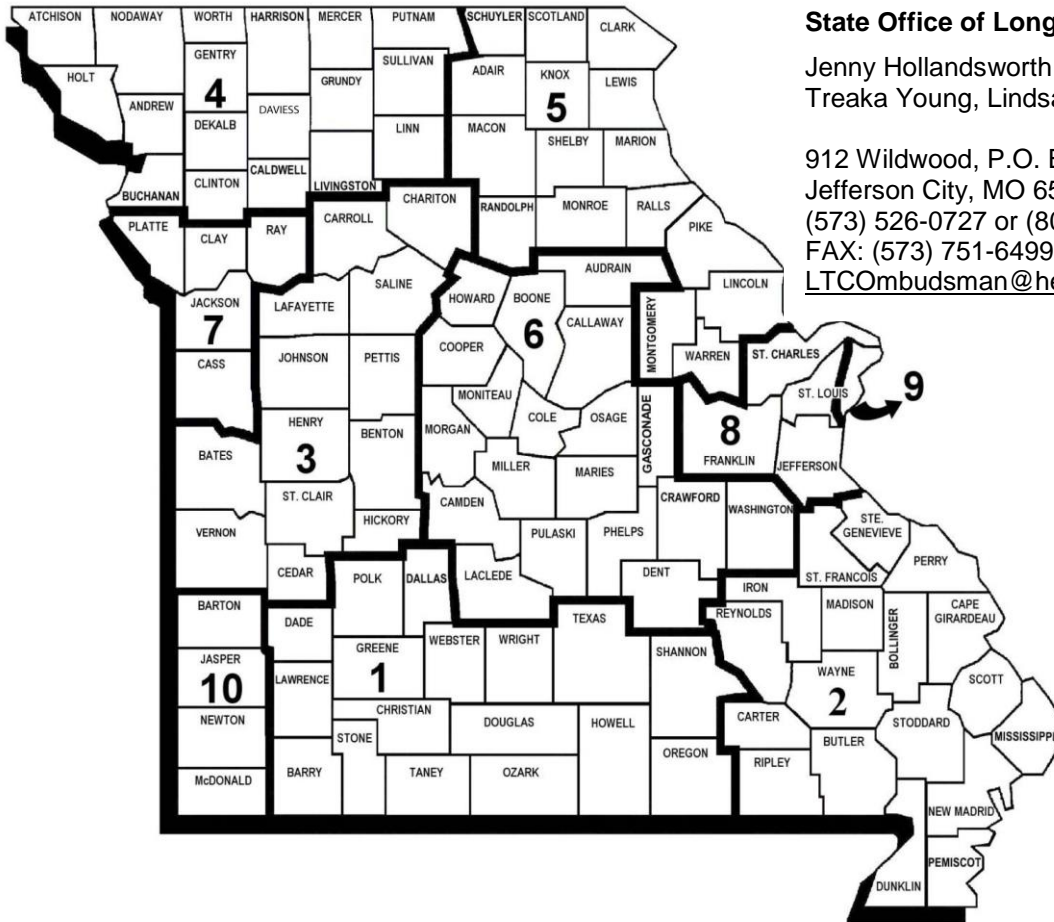 State Office of Long
Jenny Hollandsworth
Treaka Young, Lindsa
912 Wildwood, P.O. B
Jefferson City, MO 65
(573) 526-0727 or (80
FAX: (573) 751-6499
LTCOmbudsman@he
ATCHISON NODAWAY WORTH HARRISON MERCER PUTNAM SCHUYLER SCOTLAND CLARK
HOLT GENTRY SULLIVAN ADAIR KNOX LEWIS
4 GRUNDY 5
ANDREW DAVIESS
DEKALB LINN MACON SHELBY MARION
BUCHANAN CLINTON CALDWELL LIVINGSTON
CHARITON RANDOLPH MONROE RALLS
PLATTE CLAY RAY CARROLL PIKE
AUDRAIN
SALINE LINCOLN
JACKSON LAFAYETTE HOWARD BOONE
7 6 CALLAWAY MONTGOMERY
JOHNSON PETTIS COOPER WARREN ST. CHARLES
CASS MONITEAU ST. LOUIS 9
HENRY BENTON MORGAN COLE OSAGE GASCONADE 8
BATES 3 FRANKLIN JEFFERSON
MILLER MARIES
ST. CLAIR CAMDEN CRAWFORD WASHINGTON
HICKORY PULASKI PHELPS STE.
VERNON GENEVIEVE
CEDAR POLK DALLAS LACLEDE DENT IRON ST. FRANCOIS PERRY
BARTON DADE TEXAS REYNOLDS MADISON BOLLINGER CAPE
GIRARDEAU
JASPER GREENE WEBSTER WRIGHT SHANNON WAYNE SCOTT
10 LAWRENCE 1 2
NEWTON CHRISTIAN DOUGLAS HOWELL CARTER STODDARD MISSISSIPPI
STONE BUTLER
McDONALD BARRY TANEY OZARK OREGON RIPLEY
NEW MADRID
PEMISCOT
DUNKLIN